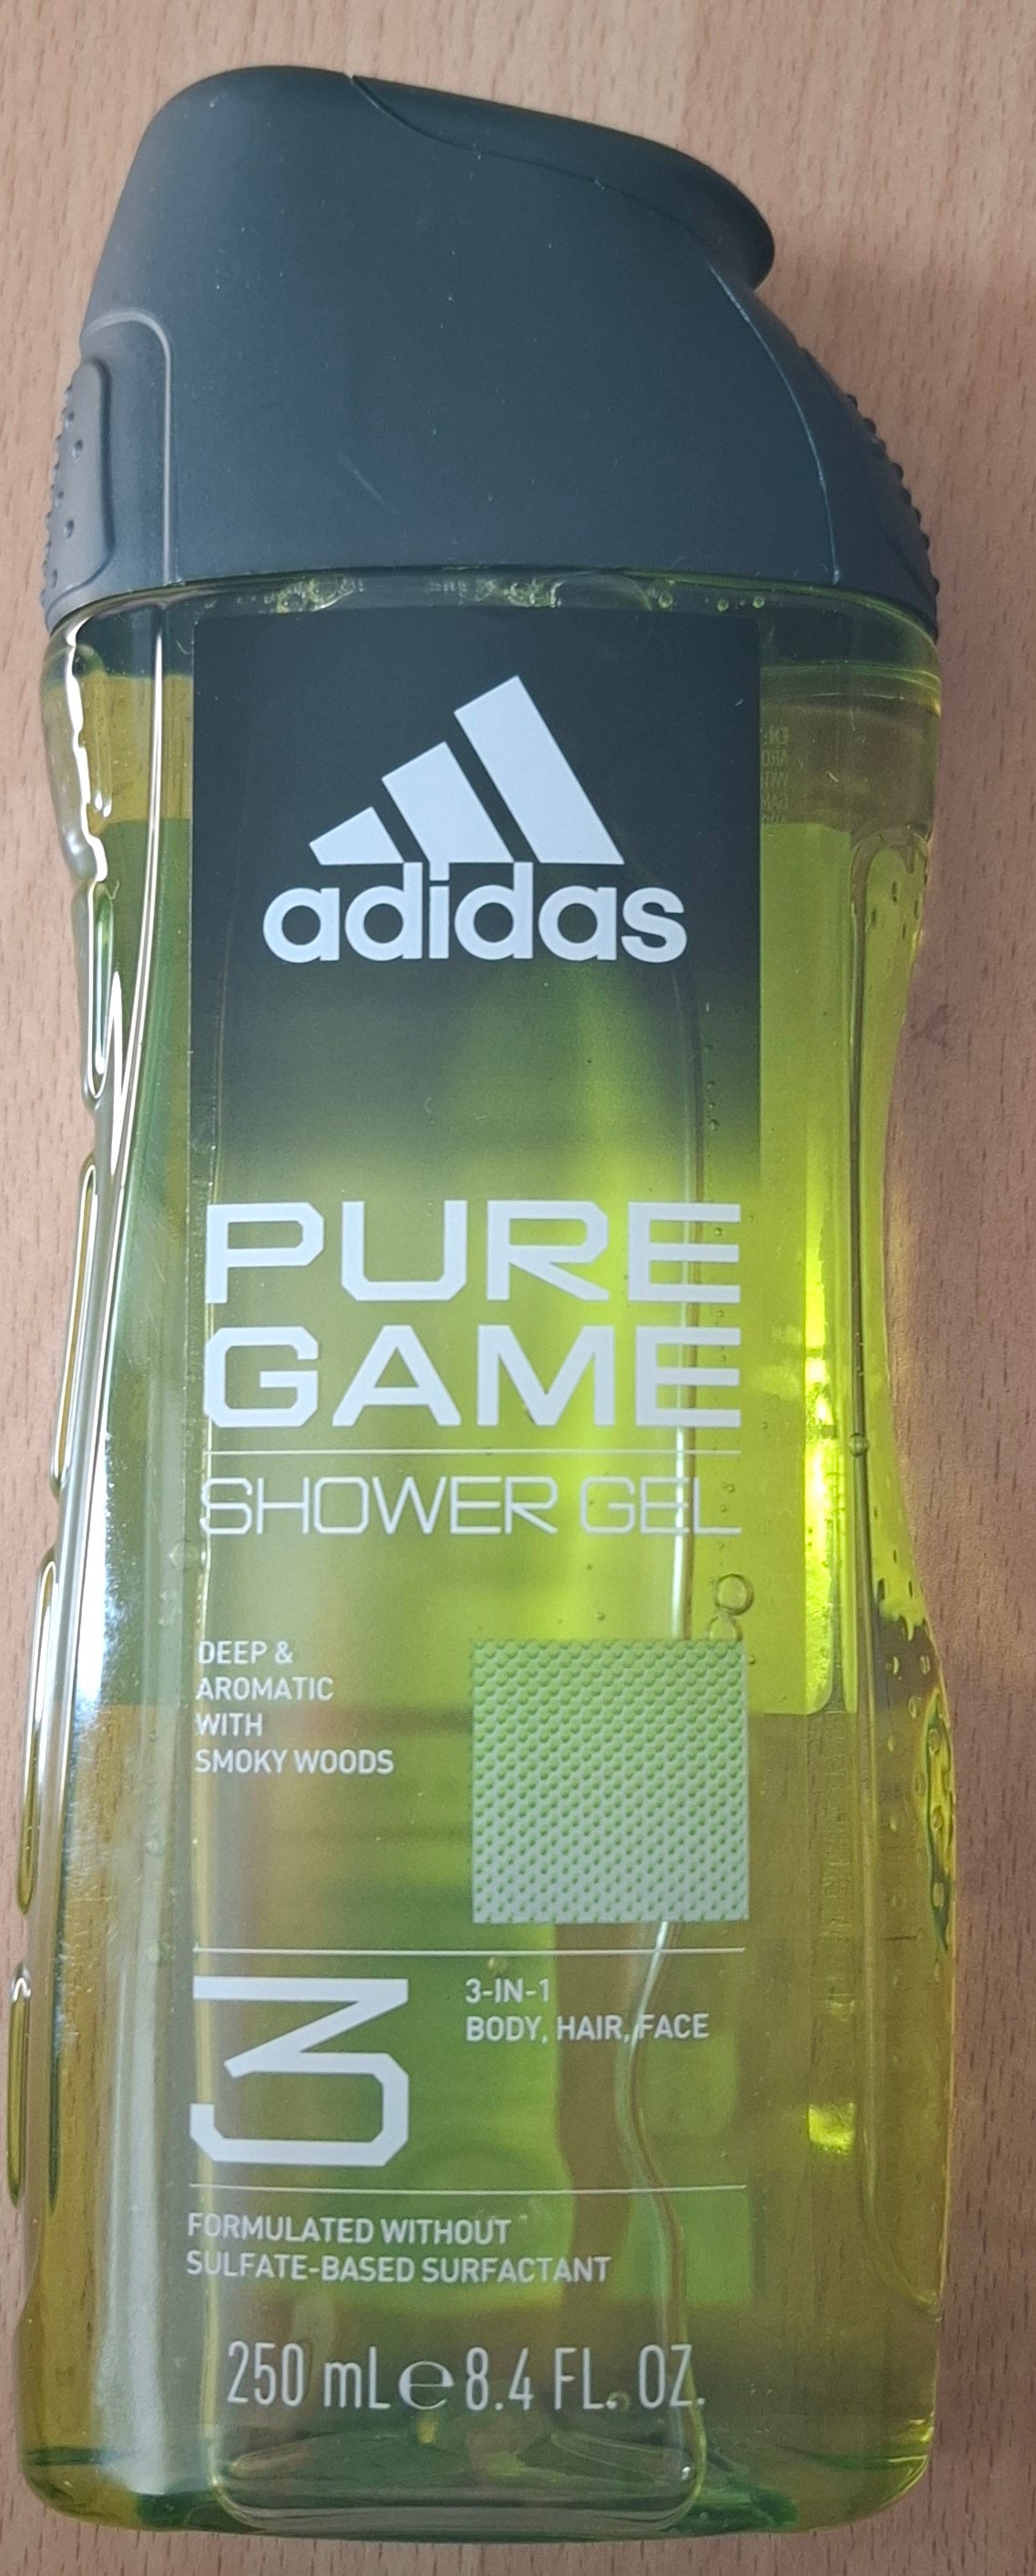 adidas
PURE
GAME
SHOWER GEL
DEEP &
AROMATIC
WITH
SMOKY WOODS
3
3-IN-1
BODY, HAIR, FACE
FORMULATED WITHOUT
SULFATE-BASED SURFACTANT
250 mL e 8.4 FL. OZ.